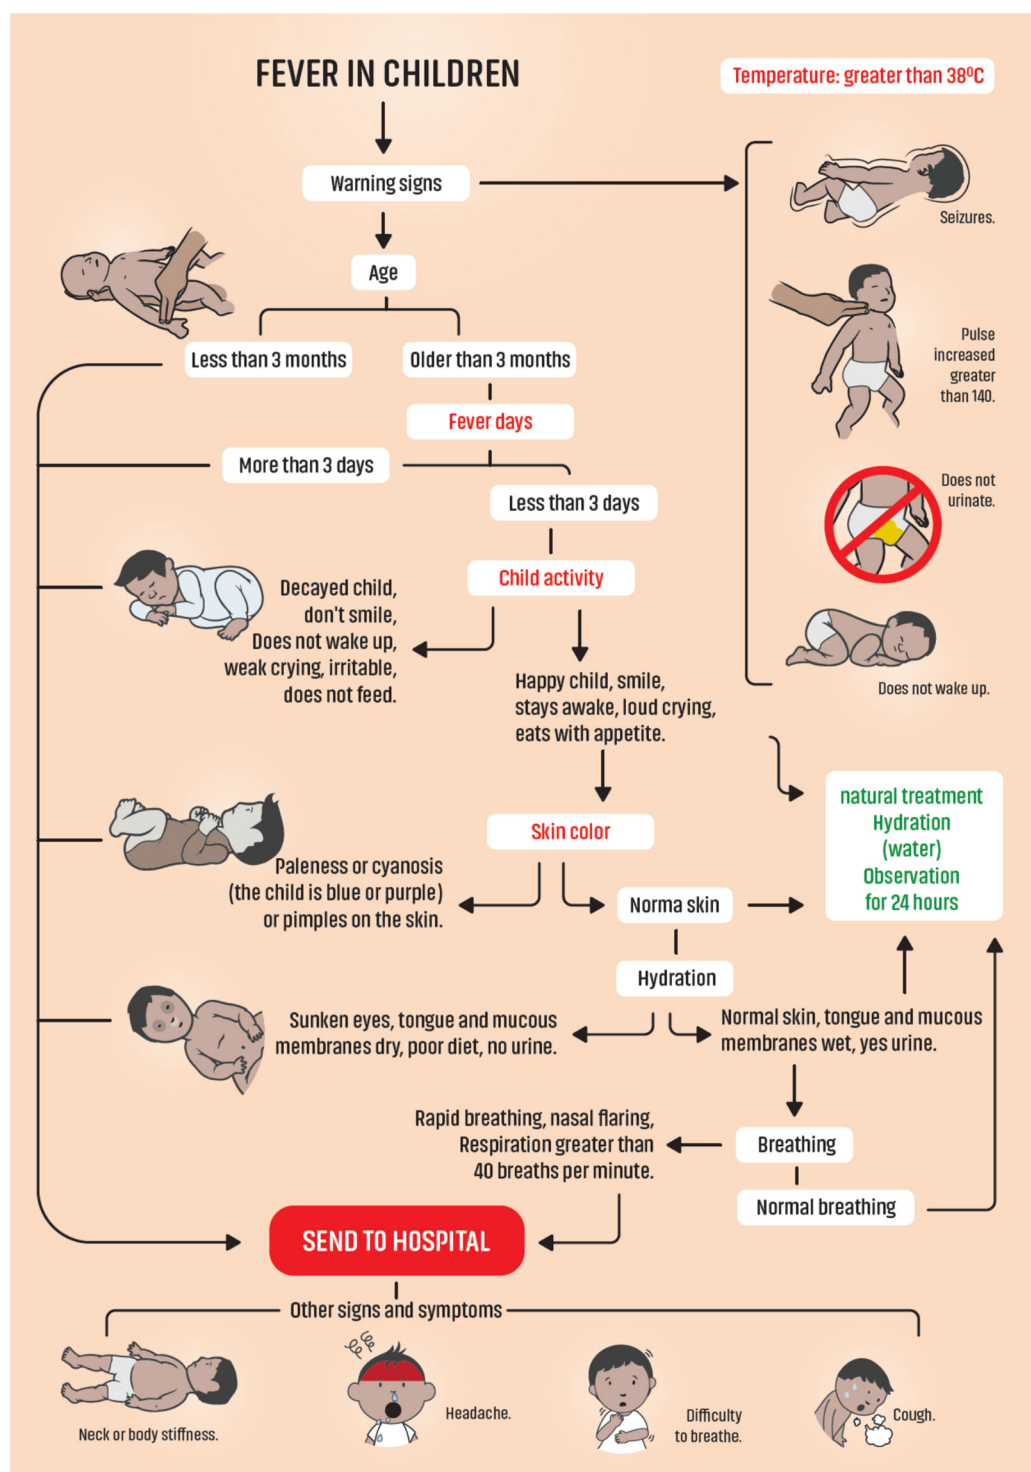 FEVER IN CHILDREN
Temperature: greater than 38ºC
Warning signs
Seizures.
Age
Pulse
increased
greater
than 140.
Less than 3 months
Older than 3 months
Fever days
More than 3 days
Does not
urinate.
Less than 3 days
Child activity
Decayed child,
don't smile,
Does not wake up,
weak crying, irritable,
does not feed.
Does not wake up.
Happy child, smile,
stays awake, loud crying,
eats with appetite.
natural treatment
Hydration
(water)
Observation
for 24 hours
Skin color
Paleness or cyanosis
(the child is blue or purple)
or pimples on the skin.
Norma skin
Hydration
Sunken eyes, tongue and mucous
membranes dry, poor diet, no urine.
Normal skin, tongue and mucous
membranes wet, yes urine.
Rapid breathing, nasal flaring,
Respiration greater than
40 breaths per minute.
Breathing
Normal breathing
SEND TO HOSPITAL
Other signs and symptoms
Neck or body stiffness.
Headache.
Difficulty
to breathe.
Cough.